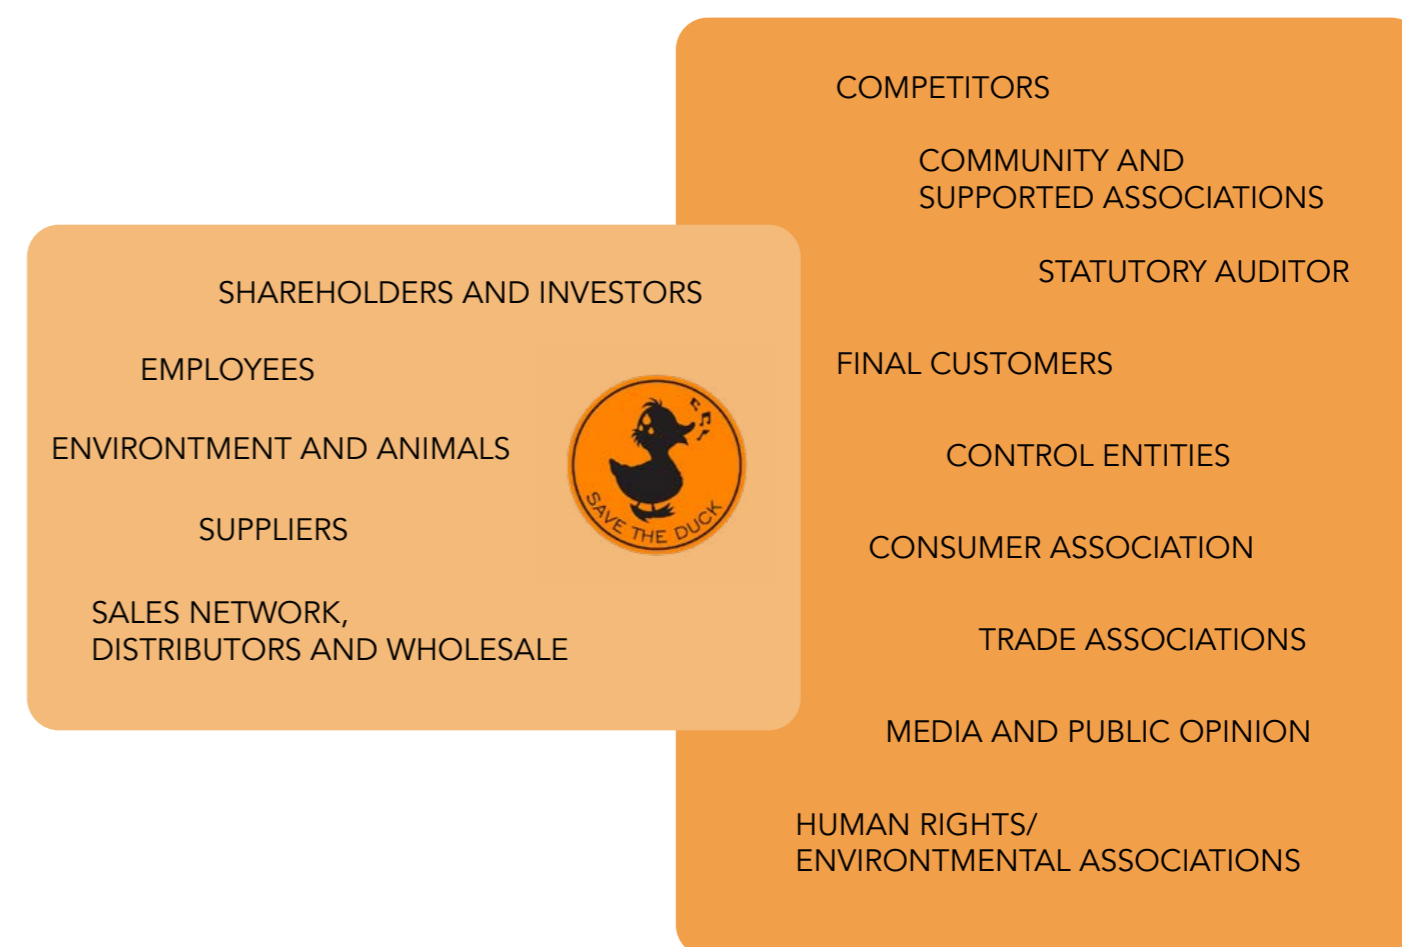 SHAREHOLDERS AND INVESTORS
EMPLOYEES
ENVIRONTMENT AND ANIMALS
SUPPLIERS
SALES NETWORK,
DISTRIBUTORS AND WHOLESALE
SAVE THE DUCK
COMPETITORS
COMMUNITY AND
SUPPORTED ASSOCIATIONS
STATUTORY AUDITOR
FINAL CUSTOMERS
CONTROL ENTITIES
CONSUMER ASSOCIATION
TRADE ASSOCIATIONS
MEDIA AND PUBLIC OPINION
HUMAN RIGHTS/
ENVIRONTMENTAL ASSOCIATIONS